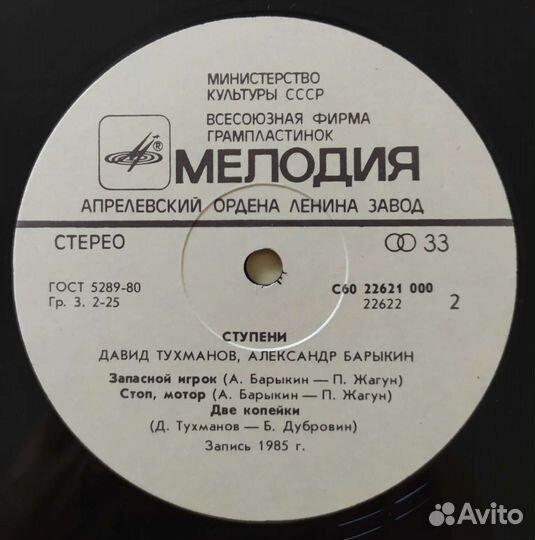 МИНИСТЕРСТВО
КУЛЬТУРЫ СССР
ВСЕСОЮЗНАЯ ФИРМА
ГРАМПЛАСТИНОК
® МЕЛОДИЯ
АПРЕЛЕВСКИЙ ОРДЕНА ЛЕНИНА ЗАВОД
СТЕРЕО 33
ГОСТ 5289-80 С60 22621 000
Гр. 3. 2-25 22622 2
СТУПЕНИ
ДАВИД ТУХМАНОВ, АЛЕКСАНДР БАРЫКИН
Запасной игрок (А. Барыкин — П. Жагун)
Стоп, мотор (А. Барыкин — П. Жагун)
Две копейки
(Д. Тухманов — Б. Дубровин)
Запись 1985 г.
Avito